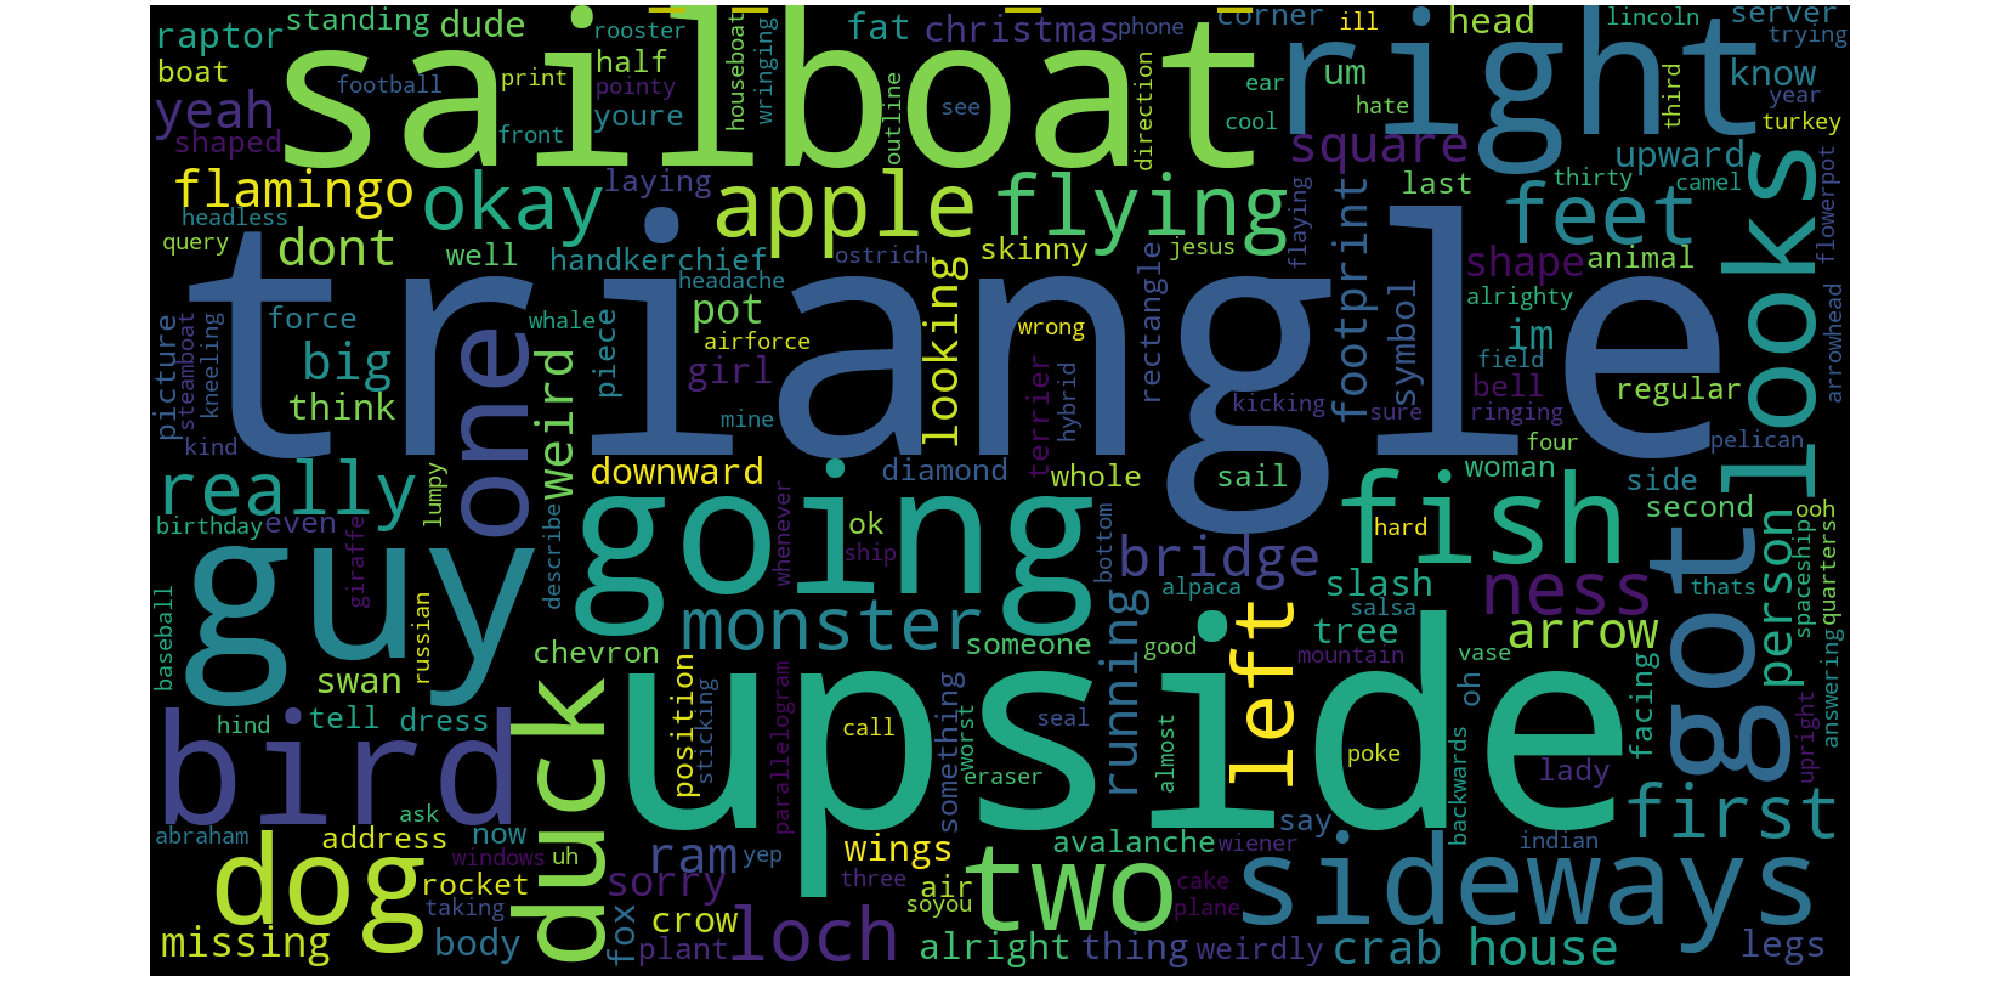 raptor
standing
dude
rooster
houseboat
fat
christmas
phone
corner
ill
head
lincoln
server
trying
boat
football
sailboat
print
half
pointy
wringing
outline
see
direction
right
um
ear
cool
hate
third
know
year
turkey
yeah
shaped
front
youre
square
upward
flamingo
okay
laying
apple
flying
footprint
last
thirty
camel
flowerpot
headless
query
dont
well
handkerchief
headache
ostrich
skinny
jesus
flaying
feet
shape
animal
looks
triangle
picture
steamboat
kneeling
force
big
think
kind
one
weird
whale
piece
pot
airforce
girl
mine
looking
wrong
terrier
hybrid
rectangle
kicking
symbol
sure
alrighty
im
field
bell
ringing
regular
four
pelican
arrowhead
really
lumpy
downward
diamond
whole
sail
fish
hard
woman
side
second
ooh
birthday
even
giraffe
describe
going
ok
ship
whenever
bottom
bridge
slash
ness
got
person
thats
spaceship
quarters
guy
russian
baseball
monster
someone
alpaca
running
good
left
salsa
tree
mountain
arrow
vase
chevron
swan
duck
position
sticking
parallelogram
call
something
worst
seal
eraser
almost
upside
poke
backwards
oh
lady
facing
upright
answering
first
bird
hind
tell
dress
ask
abraham
address
now
windows
uh
ram
yep
wings
avalanche
wiener
say
indian
sideways
dog
rocket
taking
sorry
three
air
soyou
two
cake
plane
missing
body
fox
crow
plant
loch
alright
thing
weirdly
crab
house
legs